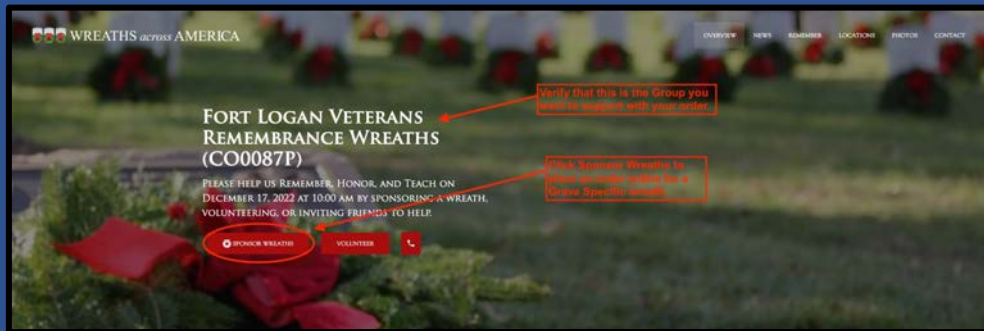 WREATHS across AMERICA
OVERVIEW NEWS REMEMBER LOCATIONS PHOTOS CONTACT
Verify that this is the Group you
want to support with your order.
FORT LOGAN VETERANS
REMEMBRANCE WREATHS
(CO0087P)
Click Sponsor Wreaths to
place an order online for a
Grave Specific wreath
PLEASE HELP US REMEMBER, HONOR, AND TEACH ON
DECEMBER 17, 2022 AT 10:00 AM BY SPONSORING A WREATH,
VOLUNTEERING, OR INVITING FRIENDS TO HELP.
SPONSOR WREATHS VOLUNTEER